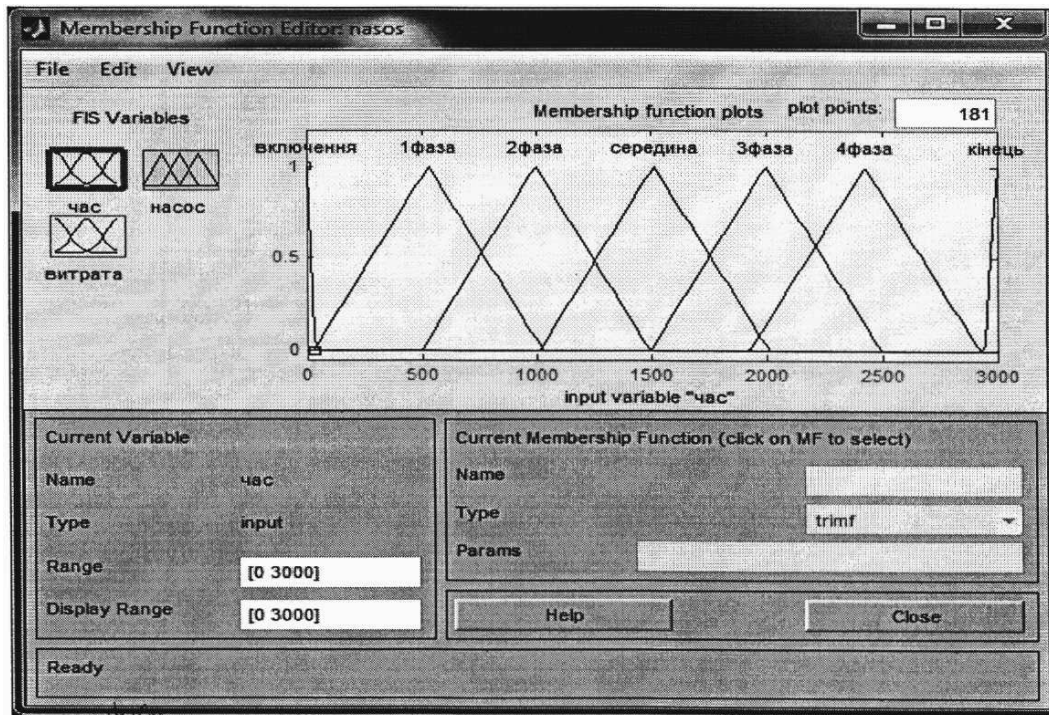 Membership Function Editor: nasos
File Edit View
FIS Variables
час
насос
витрата
Membership function plots
plot points:
181
включення 1фаза 2фаза середина 3фаза 4фаза кінець
1
0.5
0
0 500 1000 1500 2000 2500 3000
input variable "час"
Current Variable
Name час
Type input
Range [0 3000]
Display Range [0 3000]
Current Membership Function (click on MF to select)
Name
Type trimf
Params
Help
Close
Ready